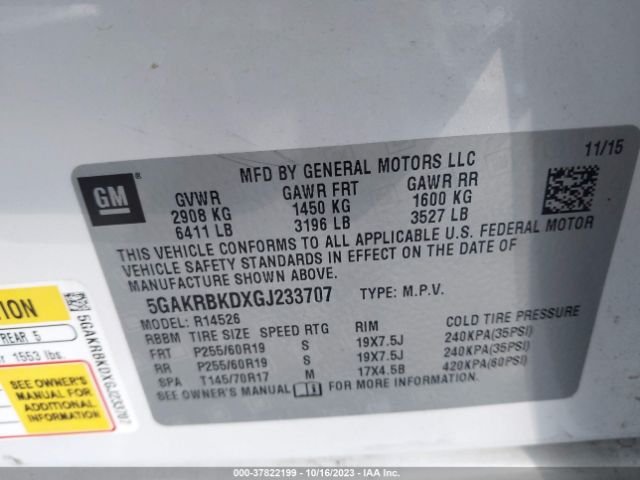 MFD BY GENERAL MOTORS LLC
11/15
GM®
GVWR GAWR FRT GAWR RR
2908 KG 1450 KG 1600 KG
6411 LB 3196 LB 3527 LB
THIS VEHICLE CONFORMS TO ALL APPLICABLE U.S. FEDERAL MOTOR
VEHICLE SAFETY STANDARDS IN EFFECT ON THE DATE OF
MANUFACTURE SHOWN ABOVE.
5GAKRBKDXGJ233707 TYPE: M.P.V.
MODEL: R14526
RBBM TIRE SIZE SPEED RTG RIM COLD TIRE PRESSURE
FRT P255/60R19 S 19X7.5J 240KPA(35PSI)
RR P255/60R19 S 19X7.5J 240KPA(35PSI)
SPA T145/70R17 M 17X4.5B 420KPA(60PSI)
SEE OWNER'S MANUAL FOR MORE INFORMATION.
TION
REAR 5
1553 lbs.
SEE OWNER'S
MANUAL FOR
ADDITIONAL
INFORMATION
5GAKRBKDXGJ233707
000-37822199 - 10/16/2023 - IAA Inc.